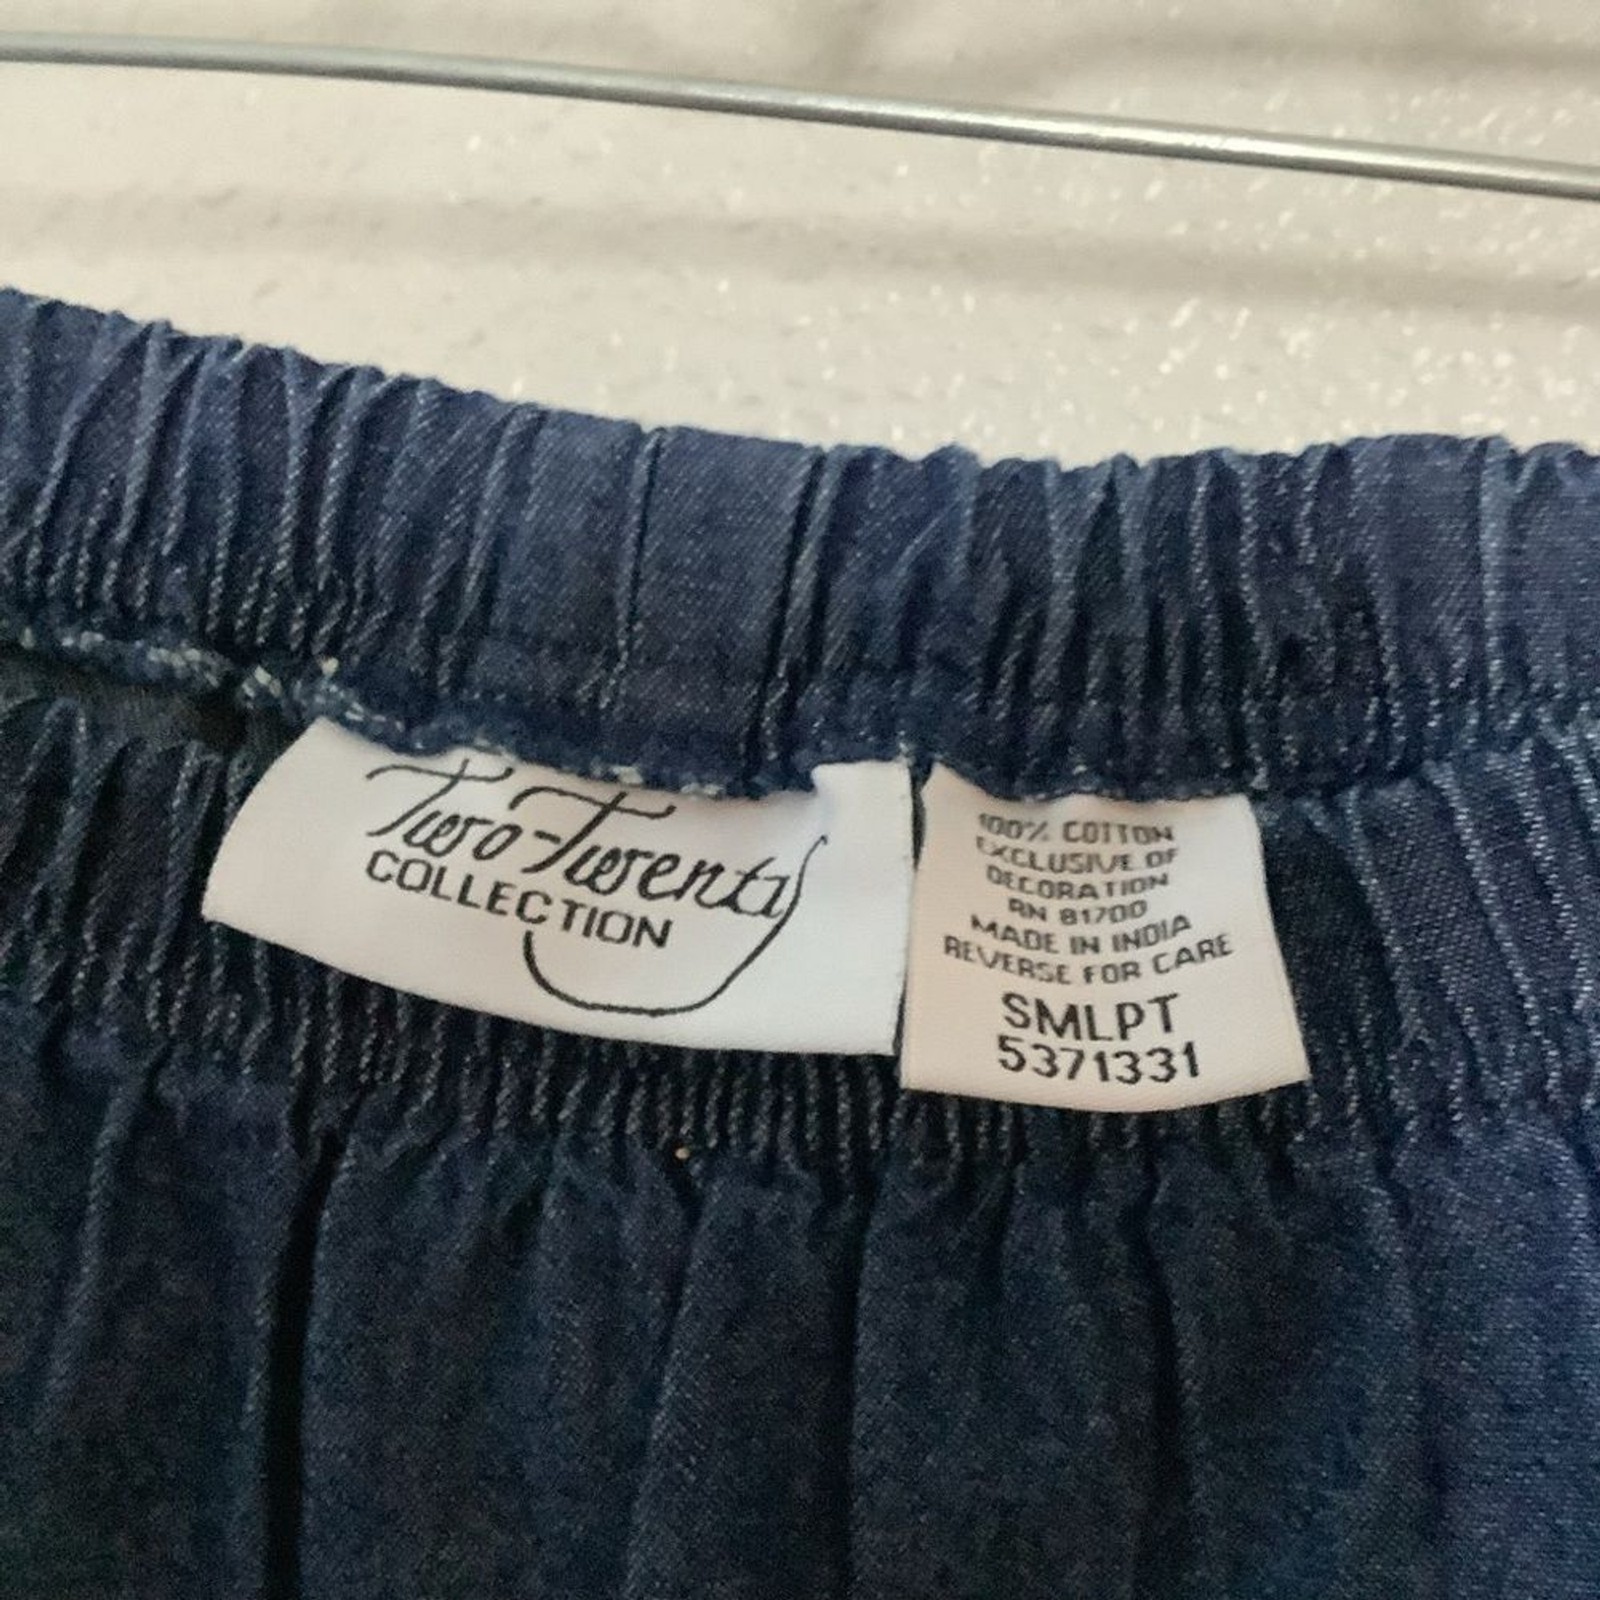 Two-Twenty
COLLECTION
100% COTTON
EXCLUSIVE OF
DECORATION
RN 81700
MADE IN INDIA
REVERSE FOR CARE
SMLPT
5371331